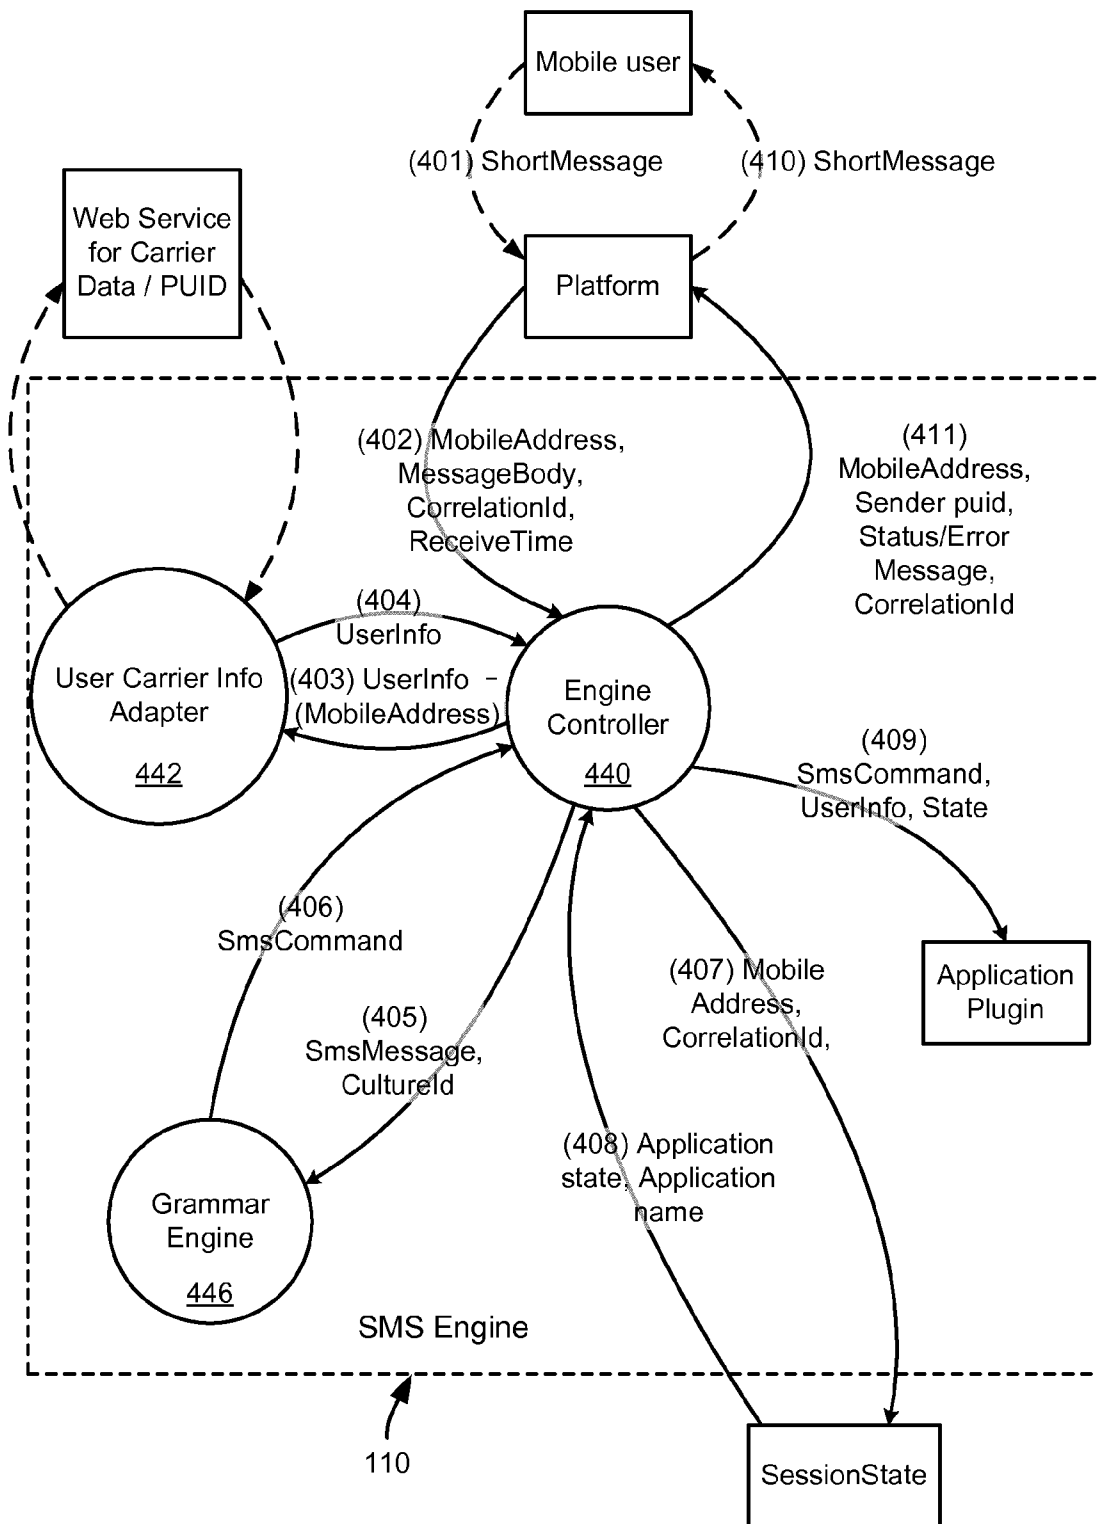 Mobile user
(401) ShortMessage
(410) ShortMessage
Web Service
for Carrier
Data / PUID
Platform
(402) MobileAddress,
MessageBody,
CorrelationId,
ReceiveTime
(411)
MobileAddress,
Sender puid,
Status/Error
Message,
CorrelationId
(404)
UserInfo
(403) UserInfo -
(MobileAddress)
User Carrier Info
Adapter
442
Engine
Controller
440
(409)
SmsCommand,
UserInfo, State
(406)
SmsCommand
(405)
SmsMessage,
CultureId
(407) Mobile
Address,
CorrelationId,
Application
Plugin
(408) Application
state, Application
name
Grammar
Engine
446
SMS Engine
110
SessionState